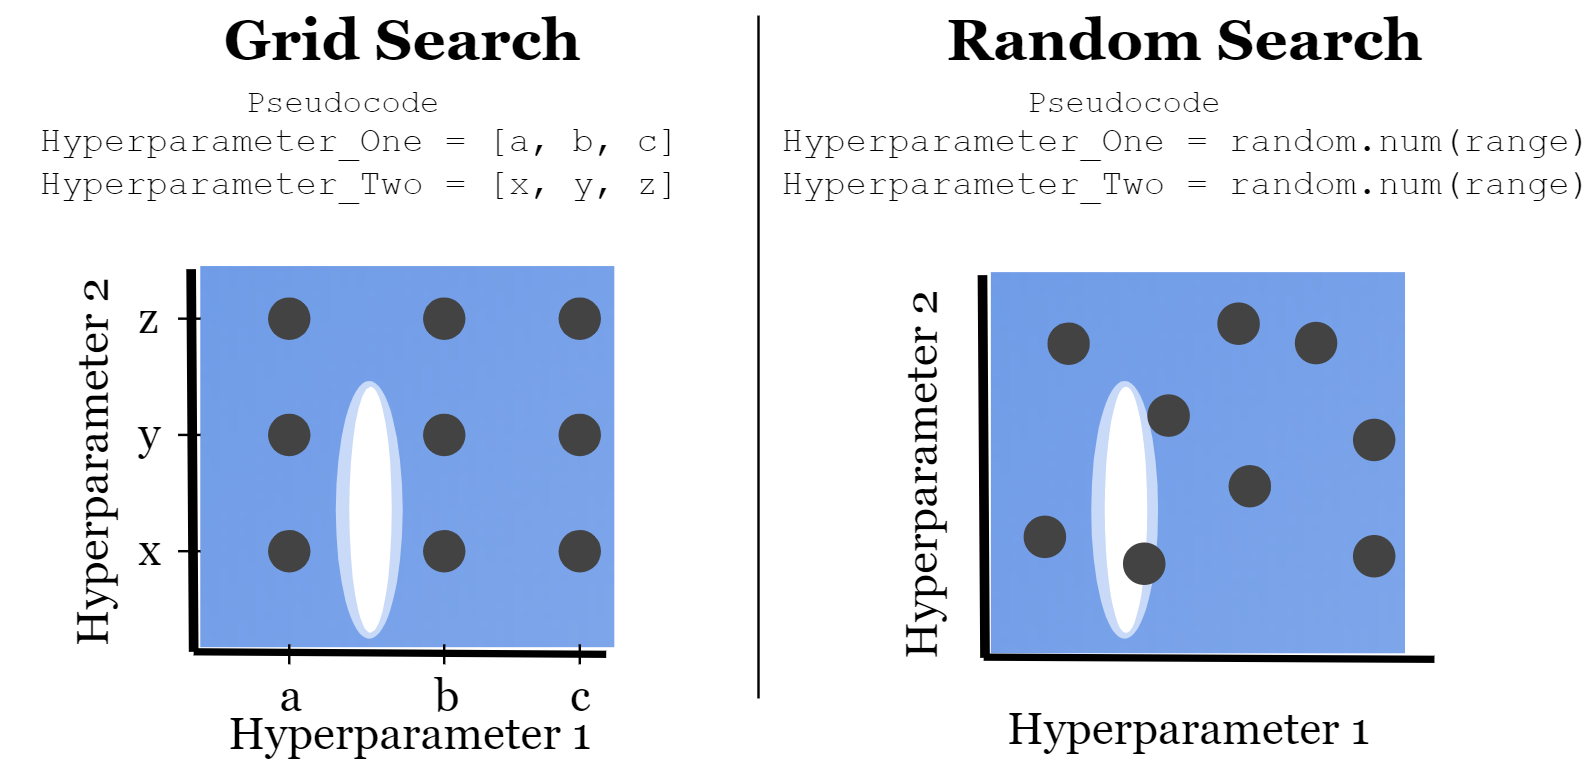 Grid Search
Pseudocode
Hyperparameter_One = [a, b, c]
Hyperparameter_Two = [x, y, z]
Hyperparameter 2
z
y
x
a b c
Hyperparameter 1
Random Search
Pseudocode
Hyperparameter_One = random.num(range)
Hyperparameter_Two = random.num(range)
Hyperparameter 2
Hyperparameter 1